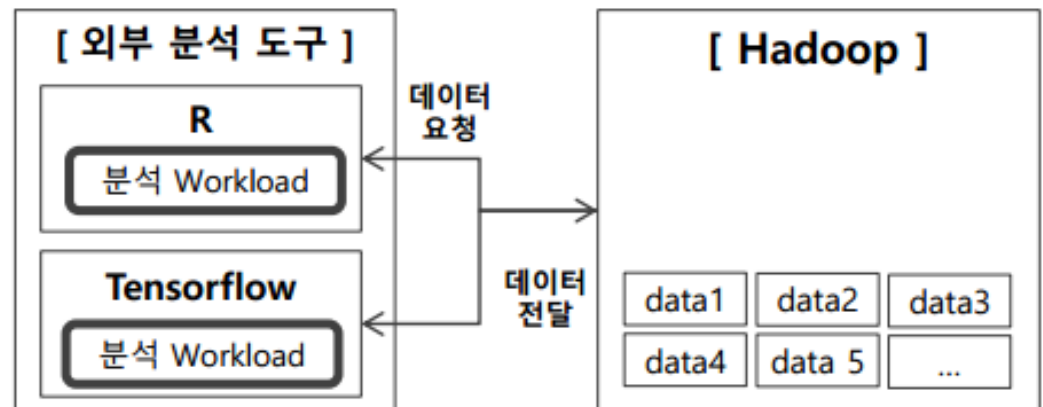 [ 외부 분석 도구 ]
R
분석 Workload
Tensorflow
분석 Workload
데이터
요청
데이터
전달
[ Hadoop ]
data1
data2
data3
data4
data 5
...